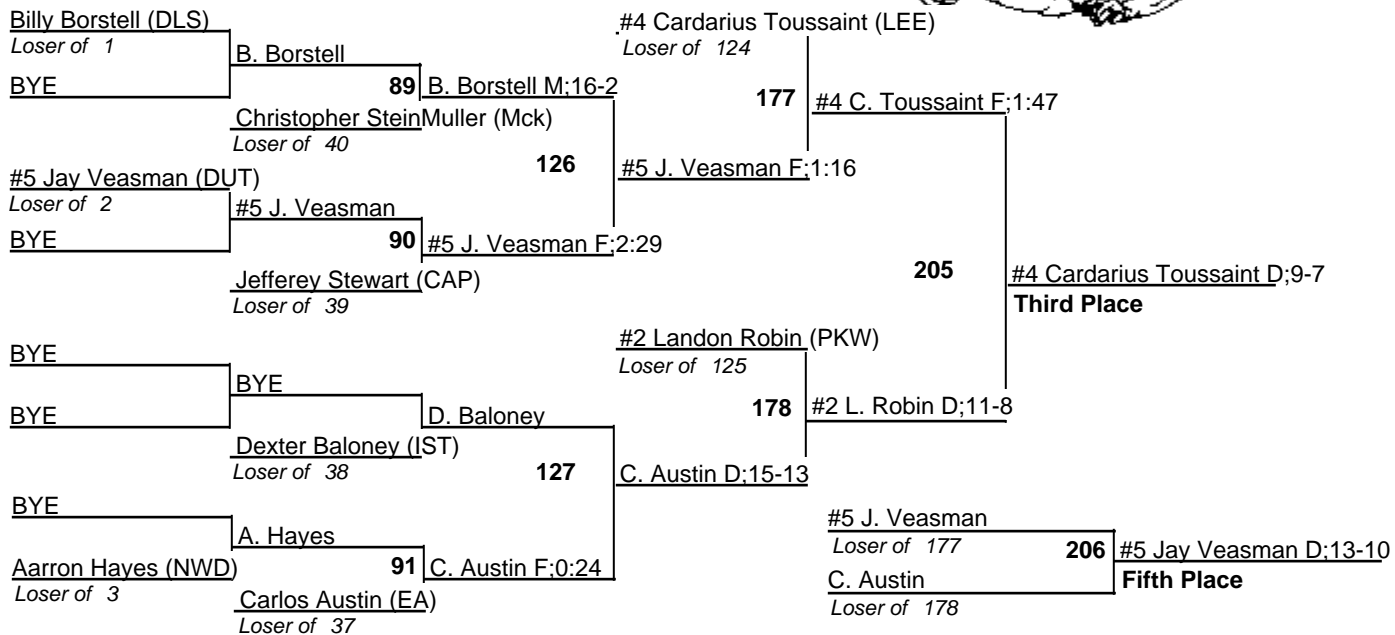 Billy Borstell (DLS)
Loser of 1
BYE
B. Borstell
89
Christopher SteinMuller (Mck)
Loser of 40
B. Borstell M;16-2
#5 Jay Veasman (DUT)
Loser of 2
BYE
#5 J. Veasman
90
Jefferey Stewart (CAP)
Loser of 39
#5 J. Veasman F;2:29
126
#5 J. Veasman F;1:16
#4 Cardarius Toussaint (LEE)
Loser of 124
177
#4 C. Toussaint F;1:47
BYE
BYE
BYE
Dexter Baloney (IST)
Loser of 38
D. Baloney
BYE
Aarron Hayes (NWD)
Loser of 3
A. Hayes
91
Carlos Austin (EA)
Loser of 37
C. Austin F;0:24
127
C. Austin D;15-13
#2 Landon Robin (PKW)
Loser of 125
178
#2 L. Robin D;11-8
205
#4 Cardarius Toussaint D;9-7
Third Place
#5 J. Veasman
Loser of 177
C. Austin
Loser of 178
206
#5 Jay Veasman D;13-10
Fifth Place